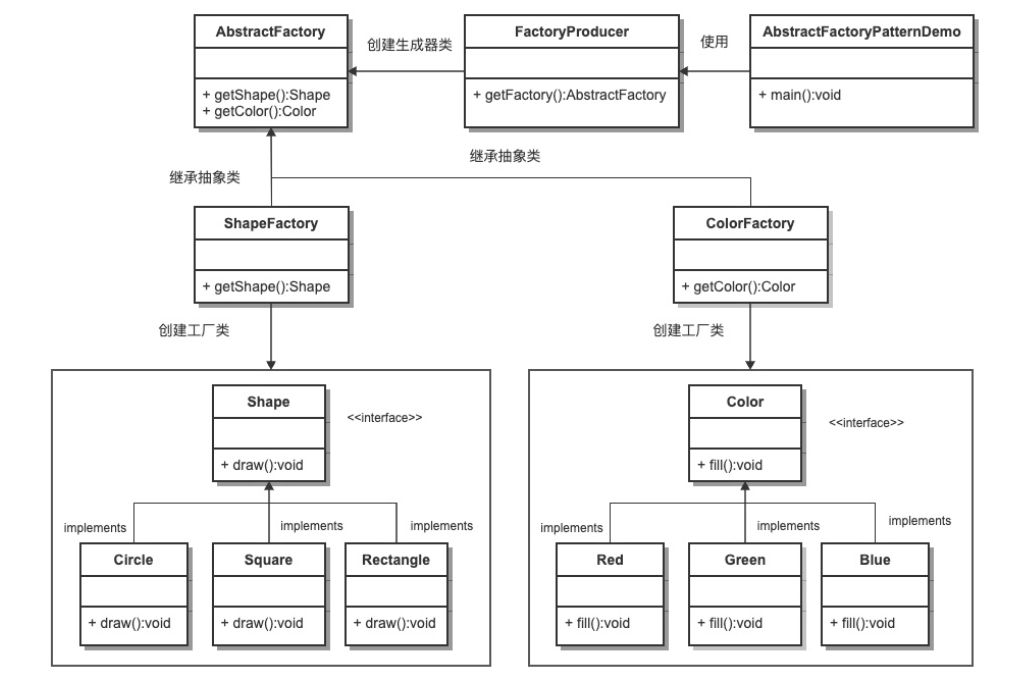 AbstractFactory
+ getShape():Shape
+ getColor():Color
创建生成器类
FactoryProducer
+ getFactory():AbstractFactory
使用
AbstractFactoryPatternDemo
+ main():void
继承抽象类
继承抽象类
ShapeFactory
+ getShape():Shape
ColorFactory
+ getColor():Color
创建工厂类
创建工厂类
Shape
<<interface>>
+ draw():void
implements
implements
implements
Circle
+ draw():void
Square
+ draw():void
Rectangle
+ draw():void
Color
<<interface>>
+ fill():void
implements
implements
implements
Red
+ fill():void
Green
+ fill():void
Blue
+ fill():void